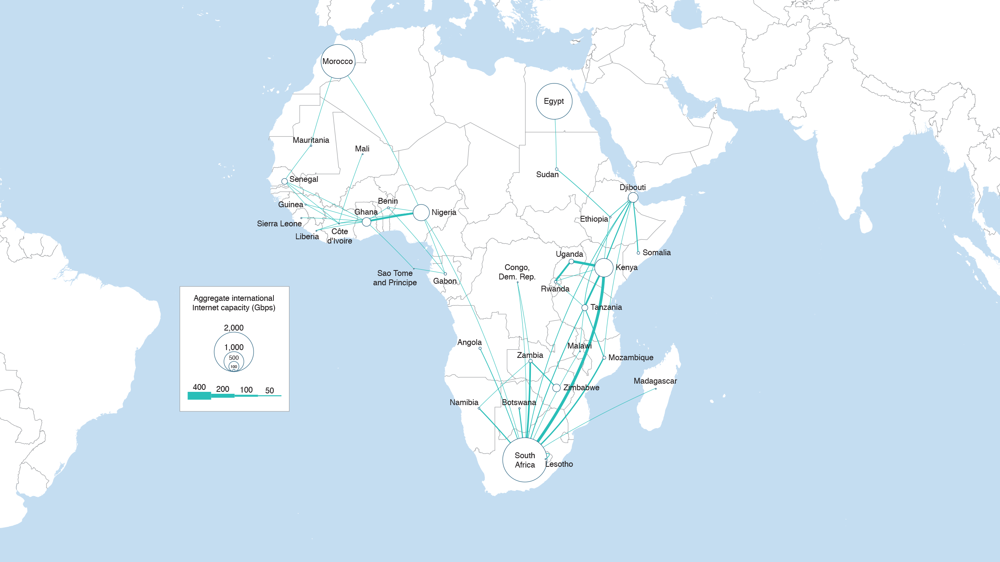 Morocco
Egypt
Mauritania
Mali
Sudan
Senegal
Djibouti
Benin
Guinea
Ghana
Nigeria
Ethiopia
Sierra Leone
Liberia
Côte
d'Ivoire
Uganda
Somalia
Congo,
Dem. Rep.
Kenya
Sao Tome
and Principe
Gabon
Rwanda
Tanzania
Angola
Malawi
Zambia
Mozambique
Madagascar
Zimbabwe
Namibia
Botswana
South
Africa
Lesotho
Aggregate international
Internet capacity (Gbps)
2,000
1,000
500
100
400 200 100 50